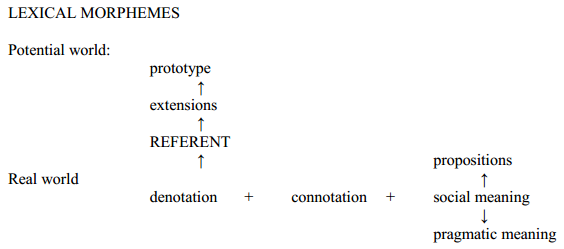 LEXICAL MORPHEMES
Potential world:
prototype
↑
extensions
↑
REFERENT
↑
propositions
Real world
↑
denotation + connotation + social meaning
↓
pragmatic meaning